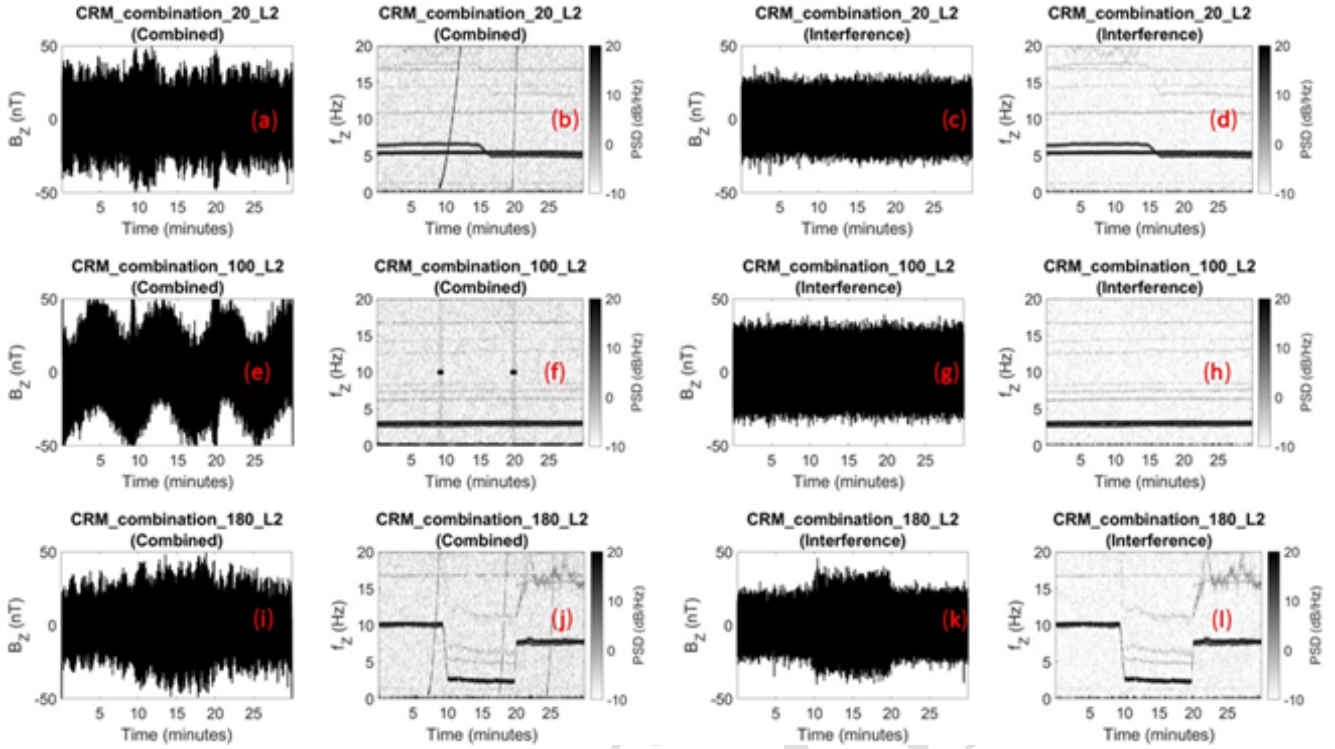 CRM_combination_20_L2
(Combined)
50
0
-50
B_Z (nT)
5 10 15 20 25
Time (minutes)
(a)
CRM_combination_20_L2
(Combined)
20
15
10
5
0
f_Z (Hz)
5 10 15 20 25
Time (minutes)
(b)
20
10
0
-10
PSD (dB/Hz)
CRM_combination_20_L2
(Interference)
50
0
-50
B_Z (nT)
5 10 15 20 25
Time (minutes)
(c)
CRM_combination_20_L2
(Interference)
20
15
10
5
0
f_Z (Hz)
5 10 15 20 25
Time (minutes)
(d)
20
10
0
-10
PSD (dB/Hz)
CRM_combination_100_L2
(Combined)
50
0
-50
B_Z (nT)
5 10 15 20 25
Time (minutes)
(e)
CRM_combination_100_L2
(Combined)
20
15
10
5
0
f_Z (Hz)
5 10 15 20 25
Time (minutes)
(f)
20
10
0
-10
PSD (dB/Hz)
CRM_combination_100_L2
(Interference)
50
0
-50
B_Z (nT)
5 10 15 20 25
Time (minutes)
(g)
CRM_combination_100_L2
(Interference)
20
15
10
5
0
f_Z (Hz)
5 10 15 20 25
Time (minutes)
(h)
20
10
0
-10
PSD (dB/Hz)
CRM_combination_180_L2
(Combined)
50
0
-50
B_Z (nT)
5 10 15 20 25
Time (minutes)
(i)
CRM_combination_180_L2
(Combined)
20
15
10
5
0
f_Z (Hz)
5 10 15 20 25
Time (minutes)
(j)
20
10
0
-10
PSD (dB/Hz)
CRM_combination_180_L2
(Interference)
50
0
-50
B_Z (nT)
5 10 15 20 25
Time (minutes)
(k)
CRM_combination_180_L2
(Interference)
20
15
10
5
0
f_Z (Hz)
5 10 15 20 25
Time (minutes)
(l)
20
10
0
-10
PSD (dB/Hz)